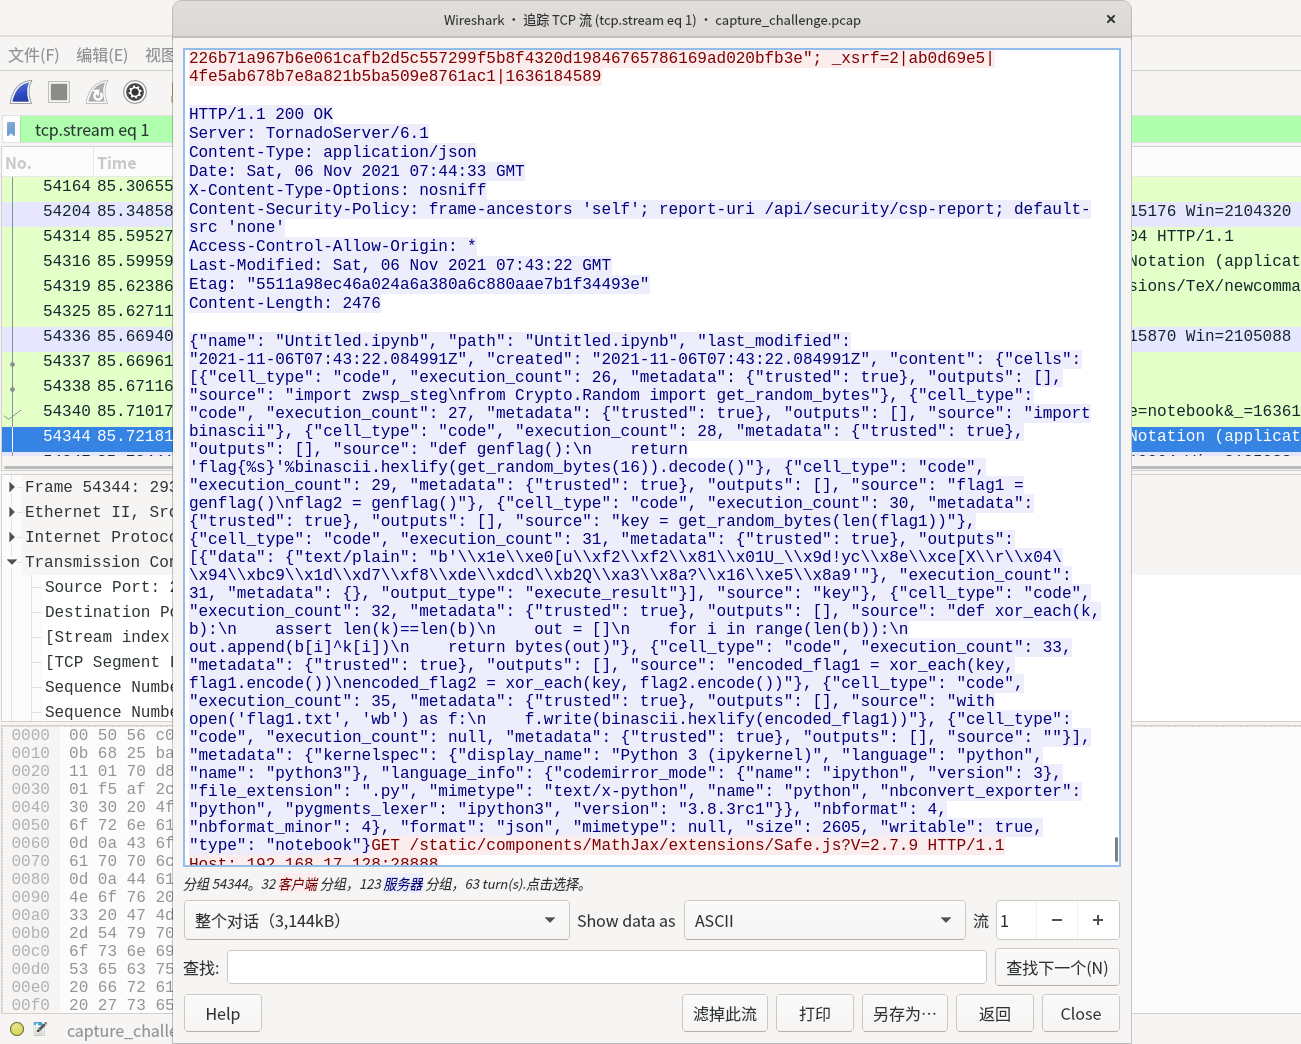 Wireshark · 追踪 TCP 流 (tcp.stream eq 1) · capture_challenge.pcap
文件(F) 编辑(E) 视图
tcp.stream eq 1
No. Time
54164 85.30655
54204 85.34858
54314 85.59527
54316 85.59959
54319 85.62386
54325 85.62711
54336 85.66940
54337 85.66961
54338 85.67116
54340 85.71017
54344 85.72181
Frame 54344: 293
Ethernet II, Src
Internet Protoco
Transmission Con
Source Port: 2
Destination Po
[Stream index
[TCP Segment L
Sequence Numbe
Sequence Numbe
0000 00 50 56 c0
0010 0b 68 25 ba
0020 11 01 70 d8
0030 01 f5 af 2c
0040 30 30 20 4f
0050 6f 72 6e 61
0060 0d 0a 43 6f
0070 61 70 70 6c
0080 0d 0a 44 61
0090 4e 6f 76 20
00a0 33 20 47 4d
00b0 2d 54 79 70
00c0 6f 73 6e 69
00d0 53 65 63 75
00e0 20 66 72 61
00f0 20 27 73 65
capture_challe
226b71a967b6e061cafb2d5c557299f5b8f4320d19846765786169ad020bfb3e"; _xsrf=2|ab0d69e5|
4fe5ab678b7e8a821b5ba509e8761ac1|1636184589
HTTP/1.1 200 OK
Server: TornadoServer/6.1
Content-Type: application/json
Date: Sat, 06 Nov 2021 07:44:33 GMT
X-Content-Type-Options: nosniff
Content-Security-Policy: frame-ancestors 'self'; report-uri /api/security/csp-report; default-
src 'none'
Access-Control-Allow-Origin: *
Last-Modified: Sat, 06 Nov 2021 07:43:22 GMT
Etag: "5511a98ec46a024a6a380a6c880aae7b1f34493e"
Content-Length: 2476
{"name": "Untitled.ipynb", "path": "Untitled.ipynb", "last_modified":
"2021-11-06T07:43:22.084991Z", "created": "2021-11-06T07:43:22.084991Z", "content": {"cells":
[{"cell_type": "code", "execution_count": 26, "metadata": {"trusted": true}, "outputs": [],
"source": "import zwsp_steg\nfrom Crypto.Random import get_random_bytes"}, {"cell_type":
"code", "execution_count": 27, "metadata": {"trusted": true}, "outputs": [], "source": "import
binascii"}, {"cell_type": "code", "execution_count": 28, "metadata": {"trusted": true},
"outputs": [], "source": "def genflag():\n    return
'flag{%s}'%binascii.hexlify(get_random_bytes(16)).decode()"}, {"cell_type": "code",
"execution_count": 29, "metadata": {"trusted": true}, "outputs": [], "source": "flag1 =
genflag()\nflag2 = genflag()"}, {"cell_type": "code", "execution_count": 30, "metadata":
{"trusted": true}, "outputs": [], "source": "key = get_random_bytes(len(flag1))"},
{"cell_type": "code", "execution_count": 31, "metadata": {"trusted": true}, "outputs":
[{"data": {"text/plain": "b'\\x1e\\xe0[u\\xf2\\xf2\\x81\\x01U_\\x9d!yc\\x8e\\xce[X\\r\\x04\
\x94\\xbc9\\x1d\\xd7\\xf8\\xde\\xdcd\\xb2Q\\xa3\\x8a?\\x16\\xe5\\x8a9'"}, "execution_count":
31, "metadata": {}, "output_type": "execute_result"}], "source": "key"}, {"cell_type": "code",
"execution_count": 32, "metadata": {"trusted": true}, "outputs": [], "source": "def xor_each(k,
b):\n    assert len(k)==len(b)\n    out = []\n    for i in range(len(b)):\n
out.append(b[i]^k[i])\n    return bytes(out)"}, {"cell_type": "code", "execution_count": 33,
"metadata": {"trusted": true}, "outputs": [], "source": "encoded_flag1 = xor_each(key,
flag1.encode())\nencoded_flag2 = xor_each(key, flag2.encode())"}, {"cell_type": "code",
"execution_count": 35, "metadata": {"trusted": true}, "outputs": [], "source": "with
open('flag1.txt', 'wb') as f:\n    f.write(binascii.hexlify(encoded_flag1))"}, {"cell_type":
"code", "execution_count": null, "metadata": {"trusted": true}, "outputs": [], "source": ""}],
"metadata": {"kernelspec": {"display_name": "Python 3 (ipykernel)", "language": "python",
"name": "python3"}, "language_info": {"codemirror_mode": {"name": "ipython", "version": 3},
"file_extension": ".py", "mimetype": "text/x-python", "name": "python", "nbconvert_exporter":
"python", "pygments_lexer": "ipython3", "version": "3.8.3rc1"}}, "nbformat": 4,
"nbformat_minor": 4}, "format": "json", "mimetype": null, "size": 2605, "writable": true,
"type": "notebook"}GET /static/components/MathJax/extensions/Safe.js?V=2.7.9 HTTP/1.1
Host: 192.168.17.128:28888
分组 54344。32 客户端 分组, 123 服务器 分组, 63 turn(s).点击选择。
整个对话（3,144kB） Show data as ASCII 流 1 − +
查找: 查找下一个(N)
Help 滤掉此流 打印 另存为… 返回 Close
15176 Win=2104320
04 HTTP/1.1
Notation (applicat
sions/TeX/newcomma
15870 Win=2105088
e=notebook&_=16361
Notation (applicat